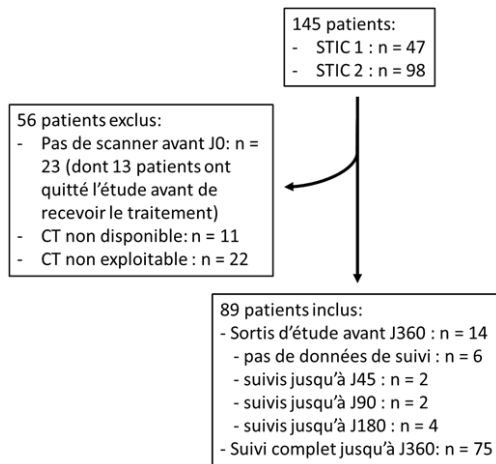 145 patients:
- STIC 1 : n = 47
- STIC 2 : n = 98
56 patients exclus:
- Pas de scanner avant J0: n =
23 (dont 13 patients ont
quitté l'étude avant de
recevoir le traitement)
- CT non disponible: n = 11
- CT non exploitable : n = 22
89 patients inclus:
- Sortis d'étude avant J360 : n = 14
- pas de données de suivi : n = 6
- suivis jusqu'à J45 : n = 2
- suivis jusqu'à J90 : n = 2
- suivis jusqu'à J180 : n = 4
- Suivi complet jusqu'à J360: n = 75